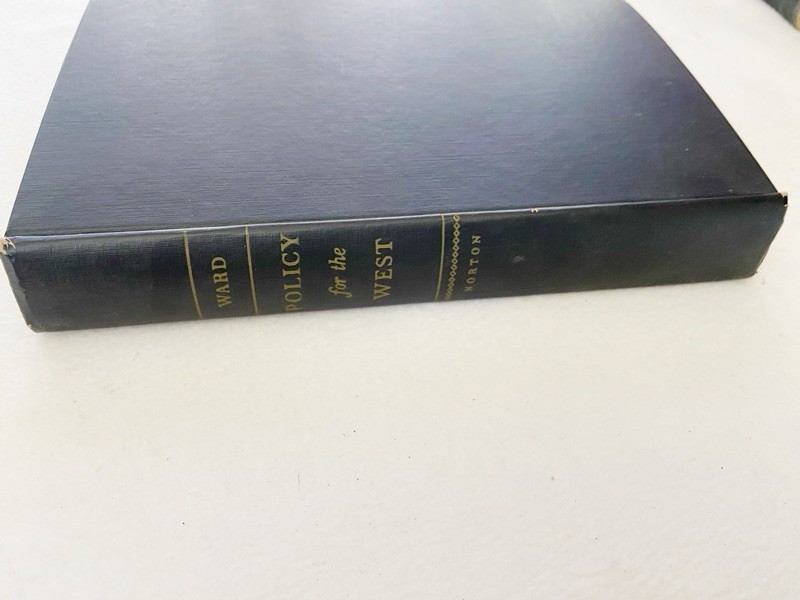 WARD
POLICY
for the
WEST
NORTON